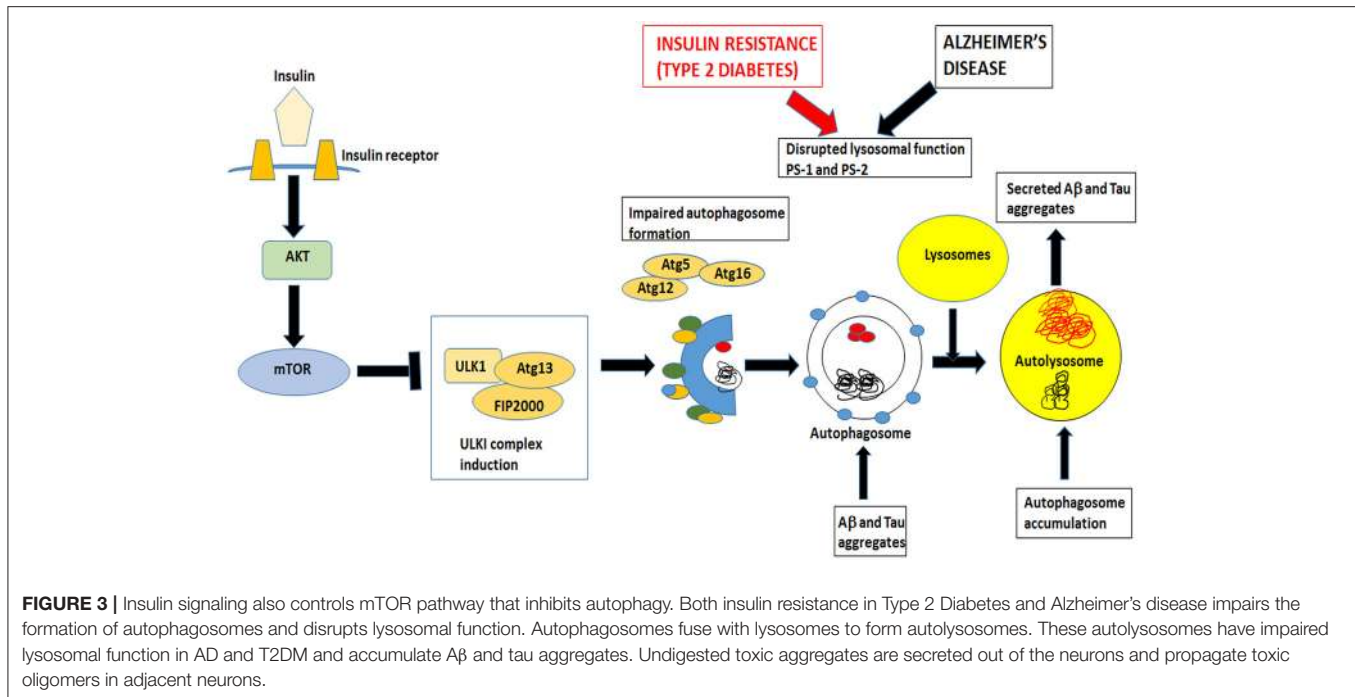 INSULIN RESISTANCE
(TYPE 2 DIABETES)
ALZHEIMER'S
DISEASE
Insulin
Insulin receptor
Disrupted lysosomal function
PS-1 and PS-2
Secreted Aβ and Tau
aggregates
Impaired autophagosome
formation
Lysosomes
Atg5
Atg16
Atg12
AKT
mTOR
ULK1
Atg13
FIP2000
ULKI complex
induction
Autophagosome
Autolysosome
Aβ and Tau
aggregates
Autophagosome
accumulation
FIGURE 3 | Insulin signaling also controls mTOR pathway that inhibits autophagy. Both insulin resistance in Type 2 Diabetes and Alzheimer's disease impairs the
formation of autophagosomes and disrupts lysosomal function. Autophagosomes fuse with lysosomes to form autolysosomes. These autolysosomes have impaired
lysosomal function in AD and T2DM and accumulate Aβ and tau aggregates. Undigested toxic aggregates are secreted out of the neurons and propagate toxic
oligomers in adjacent neurons.